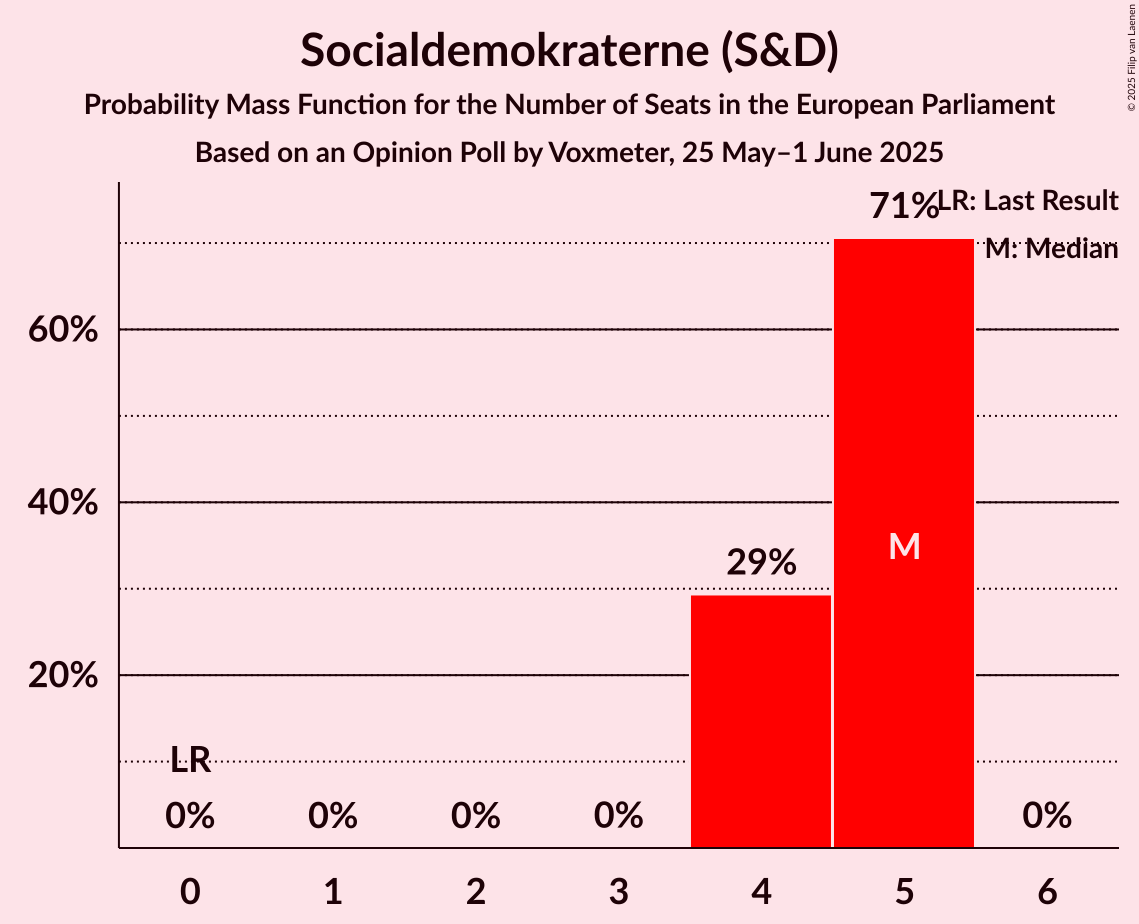 Socialdemokraterne (S&D)
Probability Mass Function for the Number of Seats in the European Parliament
Based on an Opinion Poll by Voxmeter, 25 May–1 June 2025
© 2025 Filip van Laenen
71%
LR: Last Result
M: Median
60%
40%
29%
M
20%
LR
0%
0%
0%
0%
0%
0 1 2 3 4 5 6